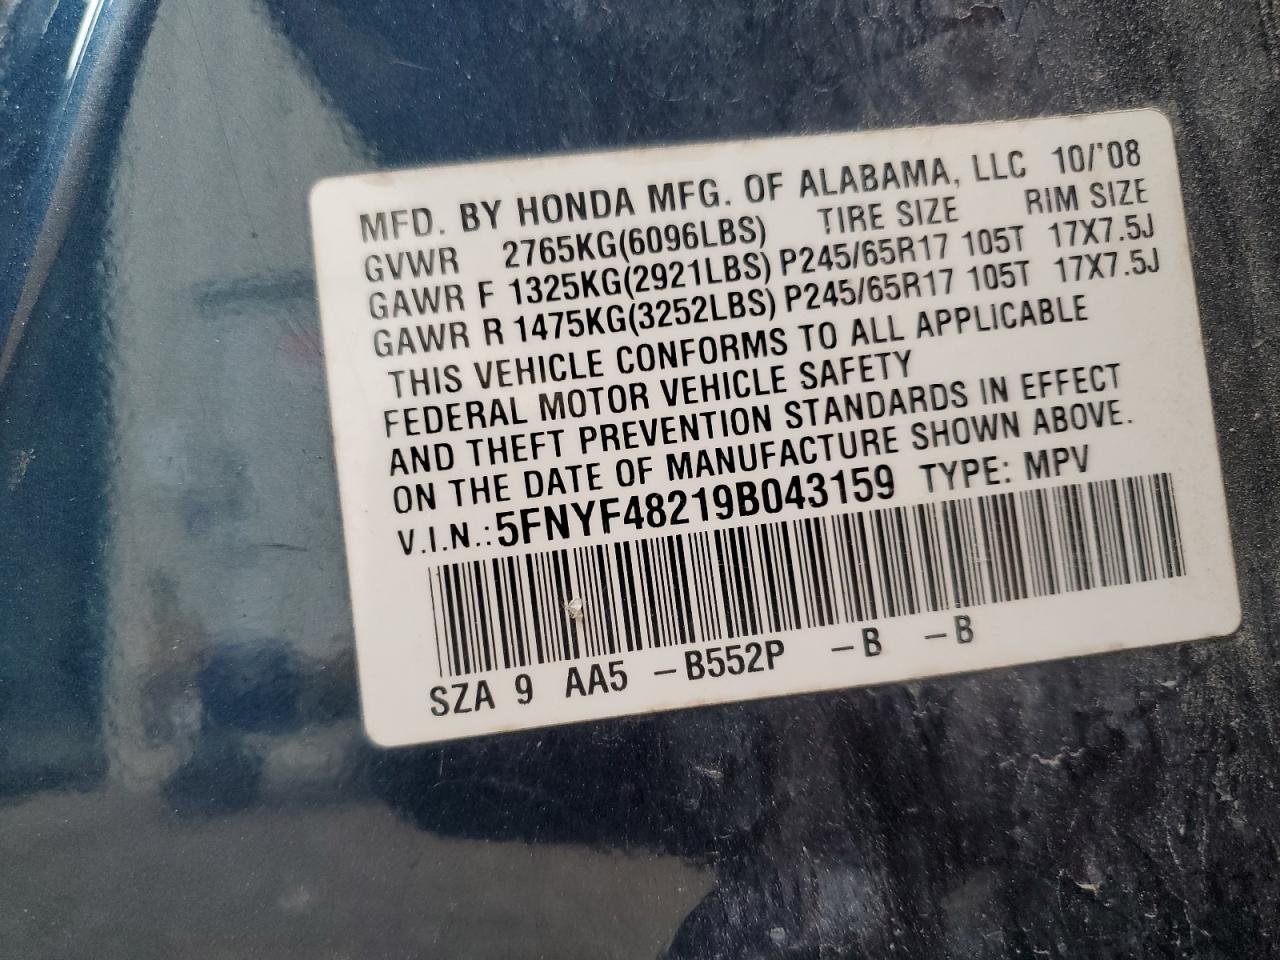 MFD. BY HONDA MFG. OF ALABAMA, LLC 10/'08
GVWR 2765KG(6096LBS) TIRE SIZE RIM SIZE
GAWR F 1325KG(2921LBS) P245/65R17 105T 17X7.5J
GAWR R 1475KG(3252LBS) P245/65R17 105T 17X7.5J
THIS VEHICLE CONFORMS TO ALL APPLICABLE
FEDERAL MOTOR VEHICLE SAFETY
AND THEFT PREVENTION STANDARDS IN EFFECT
ON THE DATE OF MANUFACTURE SHOWN ABOVE.
V.I.N.:5FNYF48219B043159 TYPE: MPV
SZA 9 AA5 –B552P –B –B